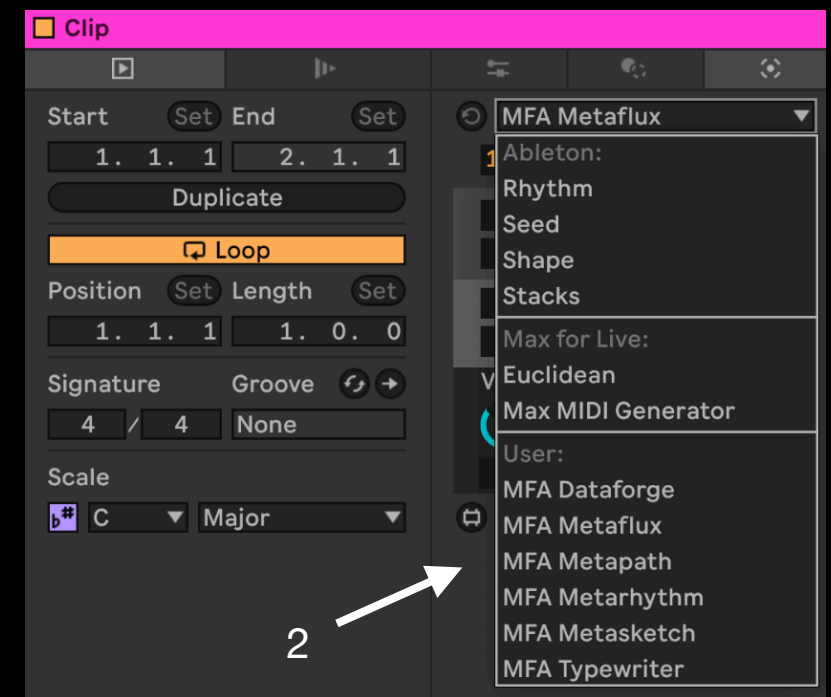 Clip
Start Set End Set
1. 1. 1 2. 1. 1
Duplicate
Loop
Position Set Length Set
1. 1. 1 1. 0. 0
Signature Groove
4 / 4 None
Scale
b# C Major
MFA Metaflux
1
Ableton:
Rhythm
Seed
Shape
Stacks
Max for Live:
V
Euclidean
Max MIDI Generator
User:
MFA Dataforge
MFA Metaflux
MFA Metapath
MFA Metarhythm
MFA Metasketch
MFA Typewriter
2